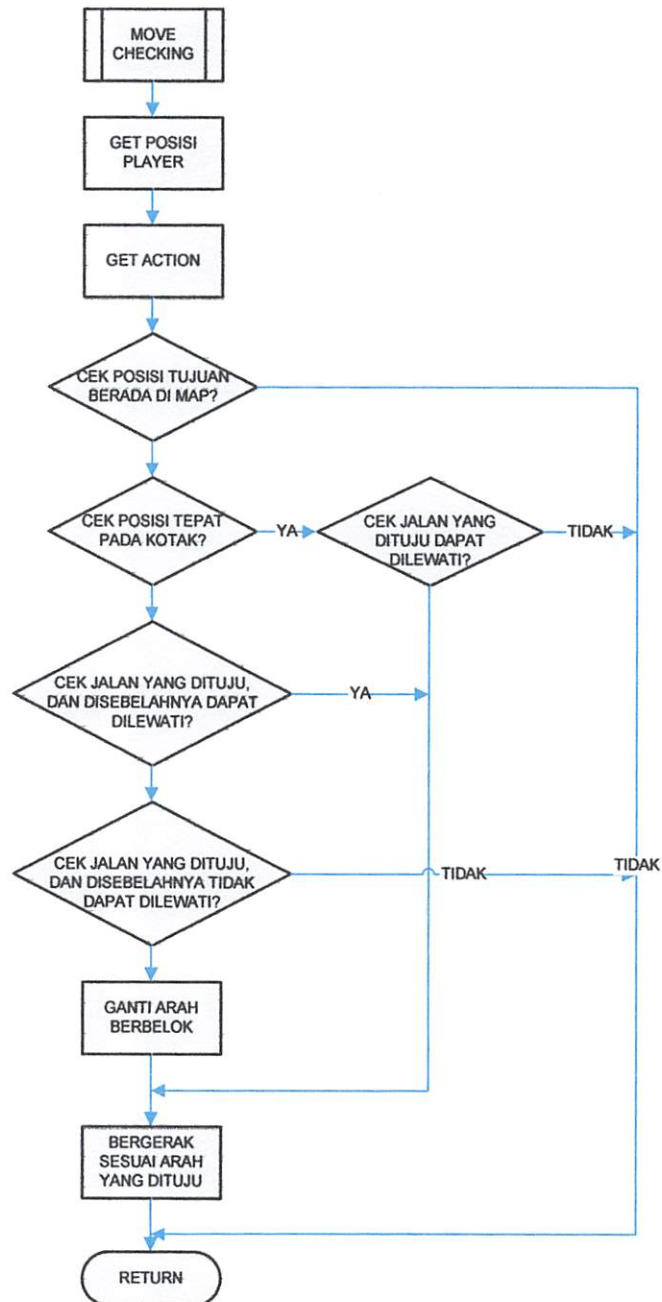 MOVE
CHECKING
GET POSISI
PLAYER
GET ACTION
CEK POSISI TUJUAN
BERADA DI MAP?
CEK POSISI TEPAT
PADA KOTAK?
YA
CEK JALAN YANG
DITUJU DAPAT
DILEWATI?
TIDAK
CEK JALAN YANG DITUJU,
DAN DISEBELAHNYA DAPAT
DILEWATI?
YA
CEK JALAN YANG DITUJU,
DAN DISEBELAHNYA TIDAK
DAPAT DILEWATI?
TIDAK
TIDAK
GANTI ARAH
BERBELOK
BERGERAK
SESUAI ARAH
YANG DITUJU
RETURN